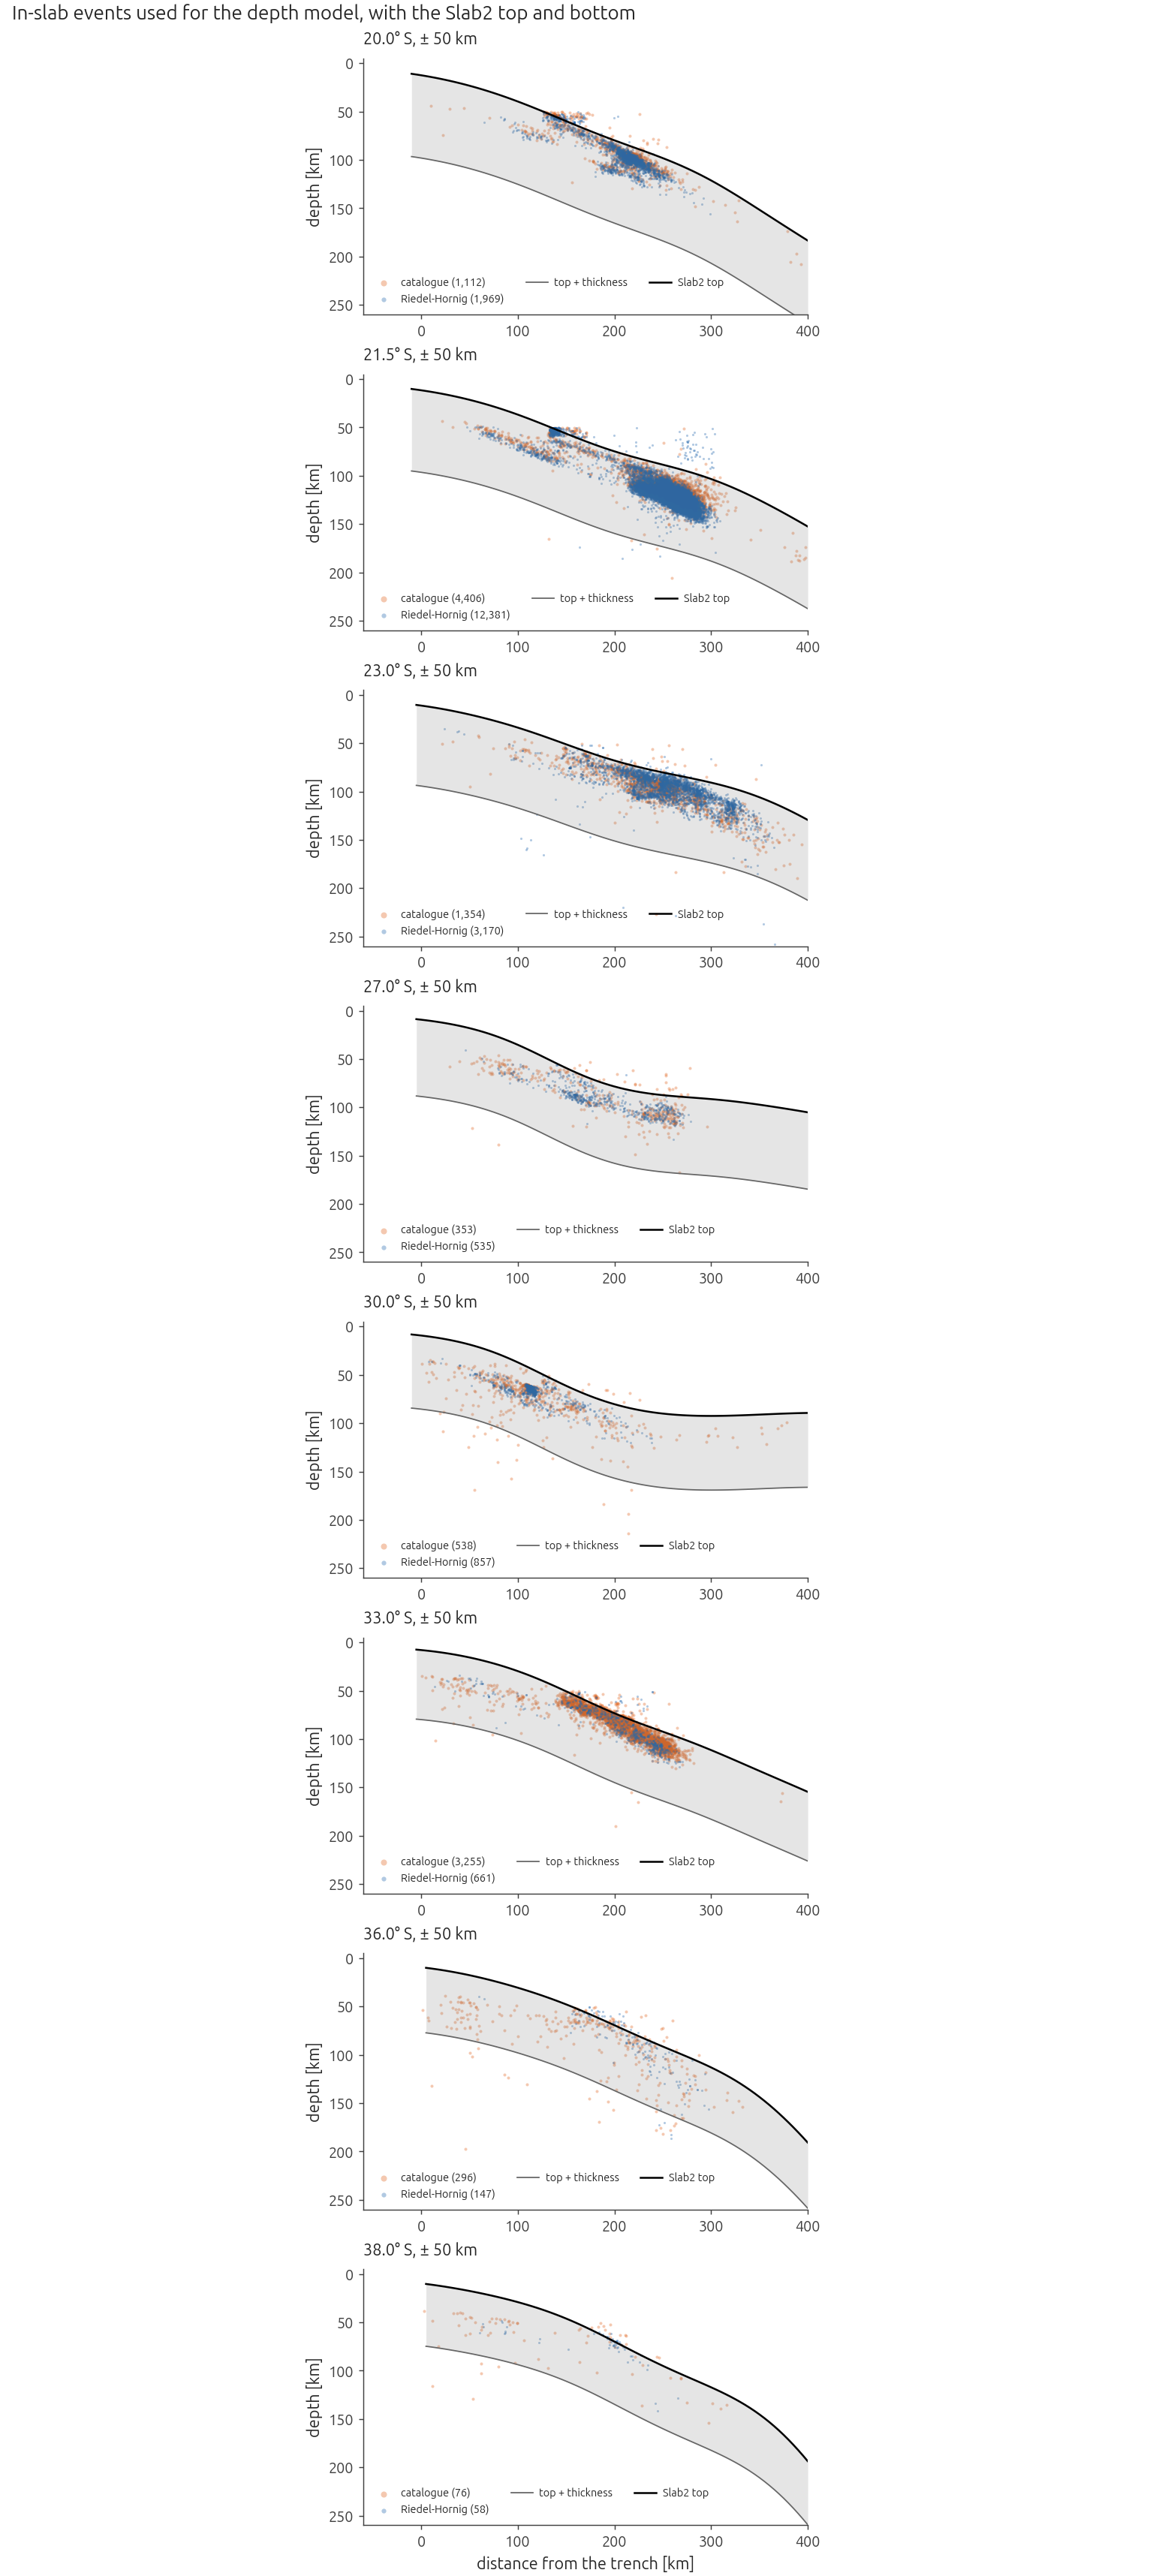 In-slab events used for the depth model, with the Slab2 top and bottom
20.0° S, ± 50 km
0
50
100
150
200
250
depth [km]
catalogue (1,112)
Riedel-Hornig (1,969)
top + thickness
Slab2 top
0 100 200 300 400
21.5° S, ± 50 km
0
50
100
150
200
250
depth [km]
catalogue (4,406)
Riedel-Hornig (12,381)
top + thickness
Slab2 top
0 100 200 300 400
23.0° S, ± 50 km
0
50
100
150
200
250
depth [km]
catalogue (1,354)
Riedel-Hornig (3,170)
top + thickness
Slab2 top
0 100 200 300 400
27.0° S, ± 50 km
0
50
100
150
200
250
depth [km]
catalogue (353)
Riedel-Hornig (535)
top + thickness
Slab2 top
0 100 200 300 400
30.0° S, ± 50 km
0
50
100
150
200
250
depth [km]
catalogue (538)
Riedel-Hornig (857)
top + thickness
Slab2 top
0 100 200 300 400
33.0° S, ± 50 km
0
50
100
150
200
250
depth [km]
catalogue (3,255)
Riedel-Hornig (661)
top + thickness
Slab2 top
0 100 200 300 400
36.0° S, ± 50 km
0
50
100
150
200
250
depth [km]
catalogue (296)
Riedel-Hornig (147)
top + thickness
Slab2 top
0 100 200 300 400
38.0° S, ± 50 km
0
50
100
150
200
250
depth [km]
catalogue (76)
Riedel-Hornig (58)
top + thickness
Slab2 top
0 100 200 300 400
distance from the trench [km]